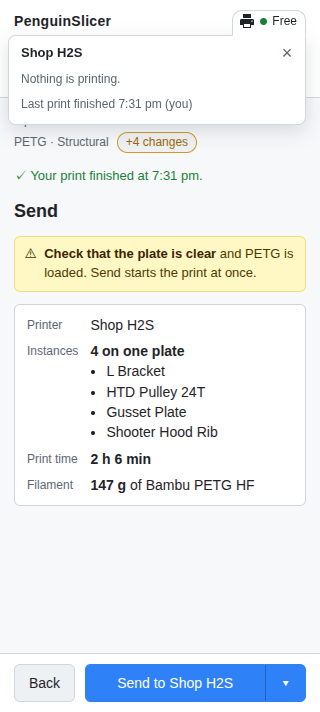 PenguinSlicer
Free
Shop H2S
×
Nothing is printing.
Last print finished 7:31 pm (you)
PETG · Structural
+4 changes
✓ Your print finished at 7:31 pm.
Send
⚠ Check that the plate is clear and PETG is
loaded. Send starts the print at once.
Printer Shop H2S
Instances 4 on one plate
• L Bracket
• HTD Pulley 24T
• Gusset Plate
• Shooter Hood Rib
Print time 2 h 6 min
Filament 147 g of Bambu PETG HF
Back
Send to Shop H2S
▼